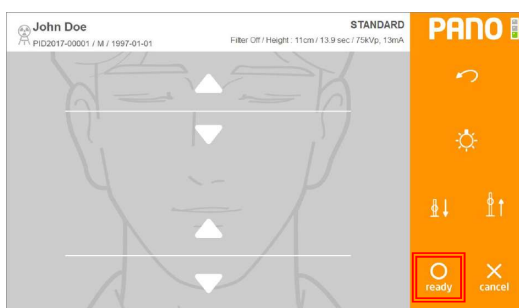 John Doe
PID2017-00001 / M / 1997-01-01
STANDARD
Filter Off / Height : 11cm / 13.9 sec / 75kVp, 13mA
PANO
ready
cancel